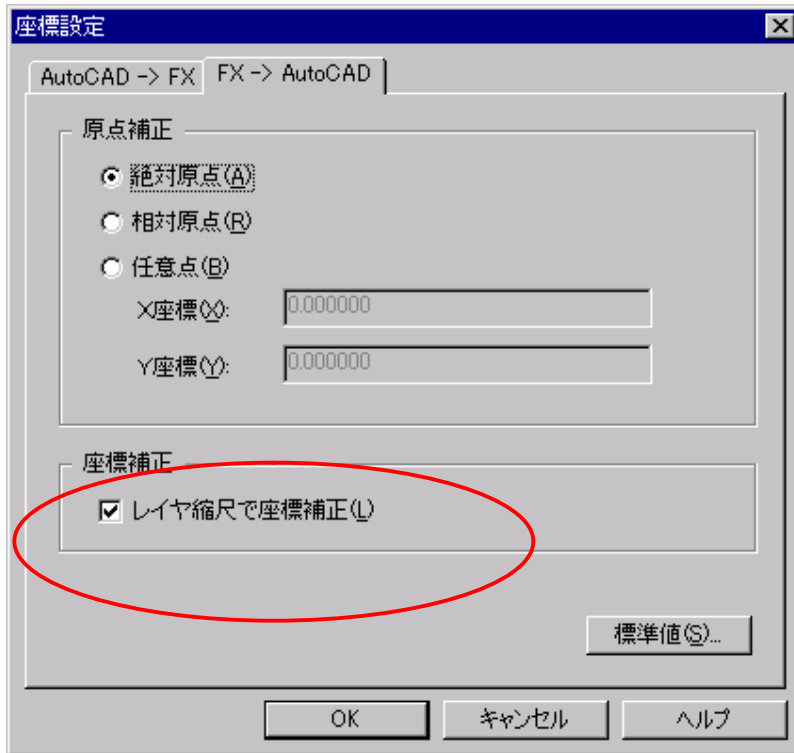 座標設定
AutoCAD -> FX FX -> AutoCAD
原点補正
絶対原点(A)
相対原点(R)
任意点(B)
X座標(X): 0.000000
Y座標(Y): 0.000000
座標補正
レイヤ縮尺で座標補正(L)
標準値(S)...
OK キャンセル ヘルプ